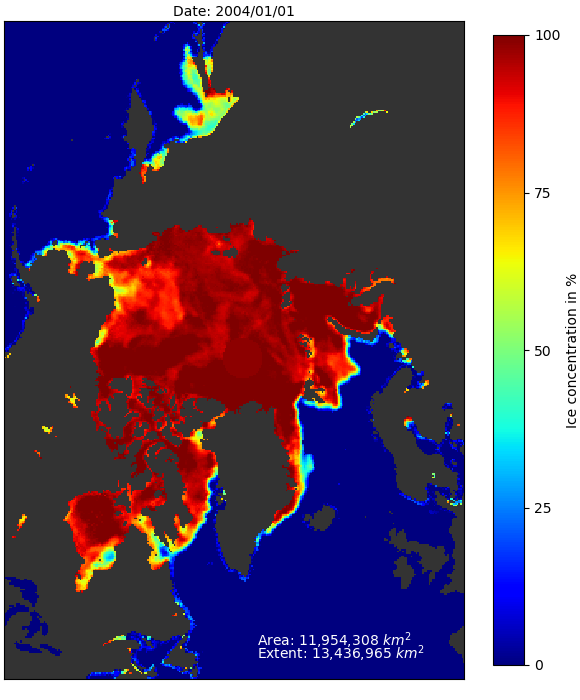 Date: 2004/01/01
100
75
50
25
0
Ice concentration in %
Area: 11,954,308 km²
Extent: 13,436,965 km²